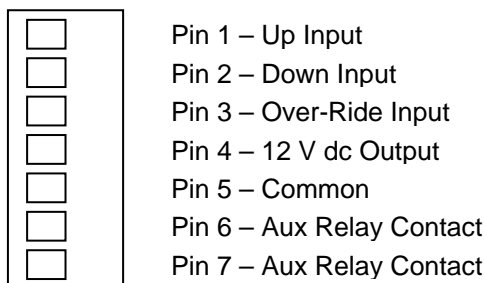 Pin 1 – Up Input
Pin 2 – Down Input
Pin 3 – Over-Ride Input
Pin 4 – 12 V dc Output
Pin 5 – Common
Pin 6 – Aux Relay Contact
Pin 7 – Aux Relay Contact